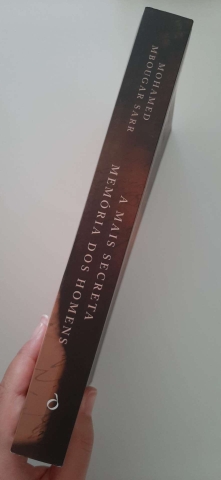 MOHAMED
MBOUGAR SARR
A MAIS SECRETA
MEMÓRIA DOS HOMENS